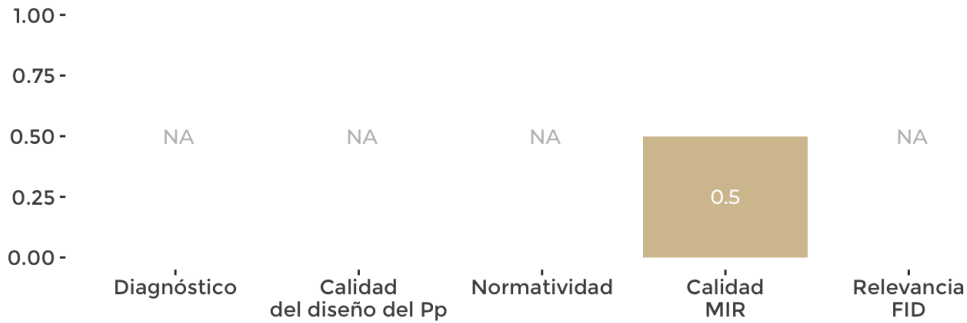 1.00
0.75
0.50
0.25
0.00
NA
NA
NA
0.5
NA
Diagnóstico
Calidad
del diseño del Pp
Normatividad
Calidad
MIR
Relevancia
FID